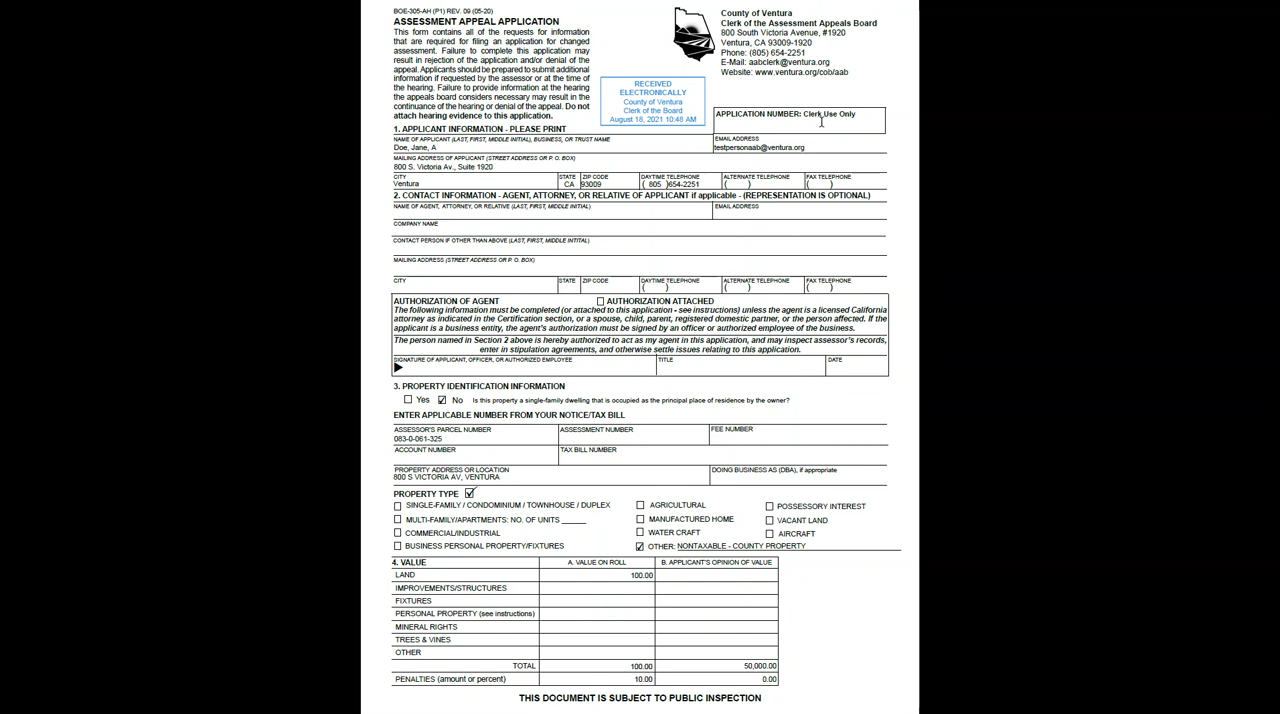 BOE-305-AH (P1) REV. 09 (05-20)
ASSESSMENT APPEAL APPLICATION
This form contains all of the requests for information
that are required for filing an application for changed
assessment. Failure to complete this application may
result in rejection of the application and/or denial of the
appeal. Applicants should be prepared to submit additional
information if requested by the assessor or at the time of
the hearing. Failure to provide information at the hearing
the appeals board considers necessary may result in the
continuance of the hearing or denial of the appeal. Do not
attach hearing evidence to this application.
County of Ventura
Clerk of the Assessment Appeals Board
800 South Victoria Avenue, #1920
Ventura, CA 93009-1920
Phone: (805) 654-2251
E-Mail: aabclerk@ventura.org
Website: www.ventura.org/cob/aab
RECEIVED
ELECTRONICALLY
County of Ventura
Clerk of the Board
August 18, 2021 10:48 AM
APPLICATION NUMBER: Clerk Use Only
1. APPLICANT INFORMATION - PLEASE PRINT
NAME OF APPLICANT (LAST, FIRST, MIDDLE INITIAL), BUSINESS, OR TRUST NAME EMAIL ADDRESS
Doe, Jane, A testpersonaab@ventura.org
MAILING ADDRESS OF APPLICANT (STREET ADDRESS OR P. O. BOX)
800 S. Victoria Av., Suite 1920
CITY STATE ZIP CODE DAYTIME TELEPHONE ALTERNATE TELEPHONE FAX TELEPHONE
Ventura CA 93009 ( 805 )654-2251 ( ) ( )
2. CONTACT INFORMATION - AGENT, ATTORNEY, OR RELATIVE OF APPLICANT if applicable - (REPRESENTATION IS OPTIONAL)
NAME OF AGENT, ATTORNEY, OR RELATIVE (LAST, FIRST, MIDDLE INITIAL) EMAIL ADDRESS
COMPANY NAME
CONTACT PERSON IF OTHER THAN ABOVE (LAST, FIRST, MIDDLE INTITAL)
MAILING ADDRESS (STREET ADDRESS OR P. O. BOX)
CITY STATE ZIP CODE DAYTIME TELEPHONE ALTERNATE TELEPHONE FAX TELEPHONE
( ) ( ) ( )
AUTHORIZATION OF AGENT AUTHORIZATION ATTACHED
The following information must be completed (or attached to this application - see instructions) unless the agent is a licensed California
attorney as indicated in the Certification section, or a spouse, child, parent, registered domestic partner, or the person affected. If the
applicant is a business entity, the agent's authorization must be signed by an officer or authorized employee of the business.
The person named in Section 2 above is hereby authorized to act as my agent in this application, and may inspect assessor's records,
enter in stipulation agreements, and otherwise settle issues relating to this application.
SIGNATURE OF APPLICANT, OFFICER, OR AUTHORIZED EMPLOYEE TITLE DATE
3. PROPERTY IDENTIFICATION INFORMATION
Yes No Is this property a single-family dwelling that is occupied as the principal place of residence by the owner?
ENTER APPLICABLE NUMBER FROM YOUR NOTICE/TAX BILL
ASSESSOR'S PARCEL NUMBER ASSESSMENT NUMBER FEE NUMBER
083-0-061-325
ACCOUNT NUMBER TAX BILL NUMBER
PROPERTY ADDRESS OR LOCATION DOING BUSINESS AS (DBA), if appropriate
800 S VICTORIA AV, VENTURA
PROPERTY TYPE
SINGLE-FAMILY / CONDOMINIUM / TOWNHOUSE / DUPLEX AGRICULTURAL POSSESSORY INTEREST
MULTI-FAMILY/APARTMENTS: NO. OF UNITS ______ MANUFACTURED HOME VACANT LAND
COMMERCIAL/INDUSTRIAL WATER CRAFT AIRCRAFT
BUSINESS PERSONAL PROPERTY/FIXTURES OTHER: NONTAXABLE - COUNTY PROPERTY
4. VALUE A. VALUE ON ROLL B. APPLICANT'S OPINION OF VALUE
LAND 100.00
IMPROVEMENTS/STRUCTURES
FIXTURES
PERSONAL PROPERTY (see instructions)
MINERAL RIGHTS
TREES & VINES
OTHER
TOTAL 100.00 50,000.00
PENALTIES (amount or percent) 10.00 0.00
THIS DOCUMENT IS SUBJECT TO PUBLIC INSPECTION